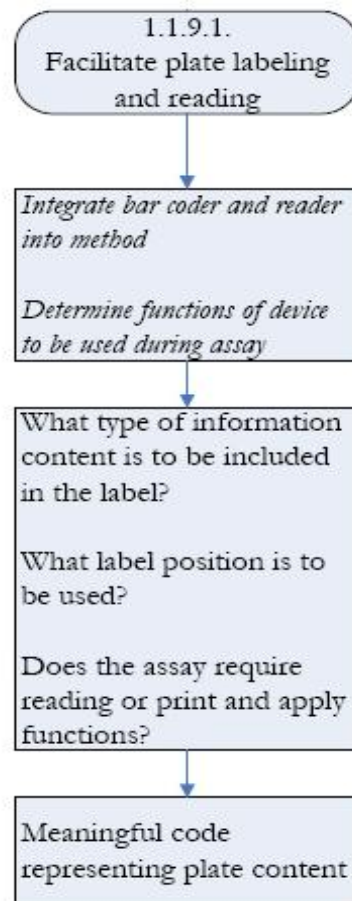 1.1.9.1.
Facilitate plate labeling
and reading
Integrate bar coder and reader
into method
Determine functions of device
to be used during assay
What type of information
content is to be included
in the label?
What label position is to
be used?
Does the assay require
reading or print and apply
functions?
Meaningful code
representing plate content